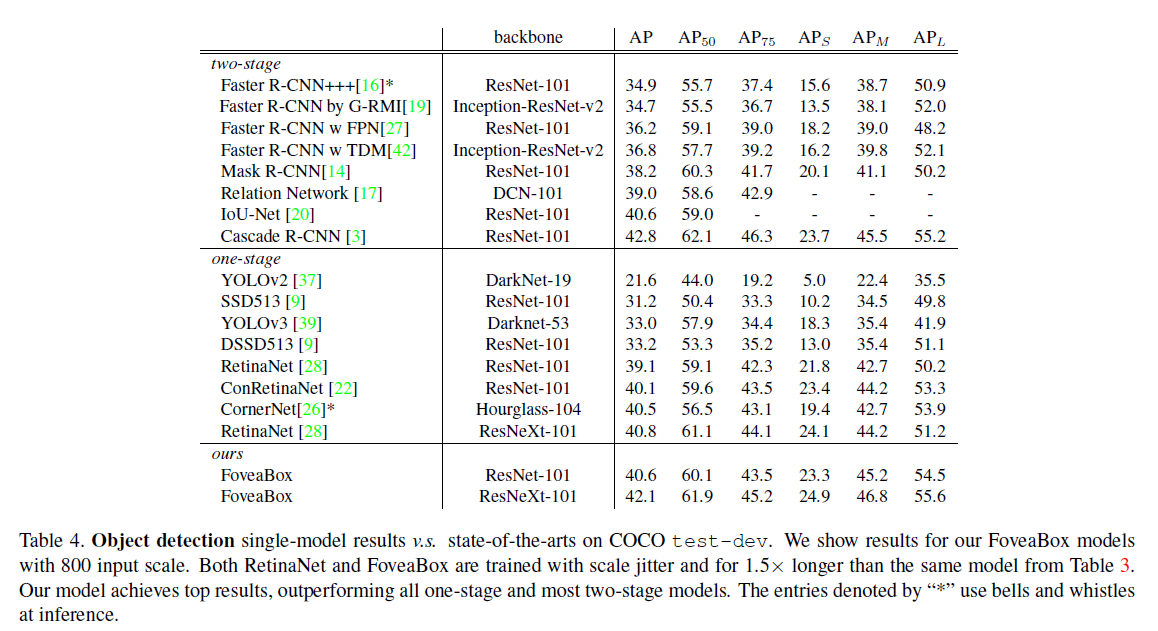 backbone AP AP50 AP75 APS APM APL
two-stage
Faster R-CNN+++[16]* ResNet-101 34.9 55.7 37.4 15.6 38.7 50.9
Faster R-CNN by G-RMI[19] Inception-ResNet-v2 34.7 55.5 36.7 13.5 38.1 52.0
Faster R-CNN w FPN[27] ResNet-101 36.2 59.1 39.0 18.2 39.0 48.2
Faster R-CNN w TDM[42] Inception-ResNet-v2 36.8 57.7 39.2 16.2 39.8 52.1
Mask R-CNN[14] ResNet-101 38.2 60.3 41.7 20.1 41.1 50.2
Relation Network [17] DCN-101 39.0 58.6 42.9 - - -
IoU-Net [20] ResNet-101 40.6 59.0 - - - -
Cascade R-CNN [3] ResNet-101 42.8 62.1 46.3 23.7 45.5 55.2
one-stage
YOLOv2 [37] DarkNet-19 21.6 44.0 19.2 5.0 22.4 35.5
SSD513 [9] ResNet-101 31.2 50.4 33.3 10.2 34.5 49.8
YOLOv3 [39] Darknet-53 33.0 57.9 34.4 18.3 35.4 41.9
DSSD513 [9] ResNet-101 33.2 53.3 35.2 13.0 35.4 51.1
RetinaNet [28] ResNet-101 39.1 59.1 42.3 21.8 42.7 50.2
ConRetinaNet [22] ResNet-101 40.1 59.6 43.5 23.4 44.2 53.3
CornerNet[26]* Hourglass-104 40.5 56.5 43.1 19.4 42.7 53.9
RetinaNet [28] ResNeXt-101 40.8 61.1 44.1 24.1 44.2 51.2
ours
FoveaBox ResNet-101 40.6 60.1 43.5 23.3 45.2 54.5
FoveaBox ResNeXt-101 42.1 61.9 45.2 24.9 46.8 55.6
Table 4. Object detection single-model results v.s. state-of-the-arts on COCO test-dev. We show results for our FoveaBox models
with 800 input scale. Both RetinaNet and FoveaBox are trained with scale jitter and for 1.5× longer than the same model from Table 3.
Our model achieves top results, outperforming all one-stage and most two-stage models. The entries denoted by “*” use bells and whistles
at inference.